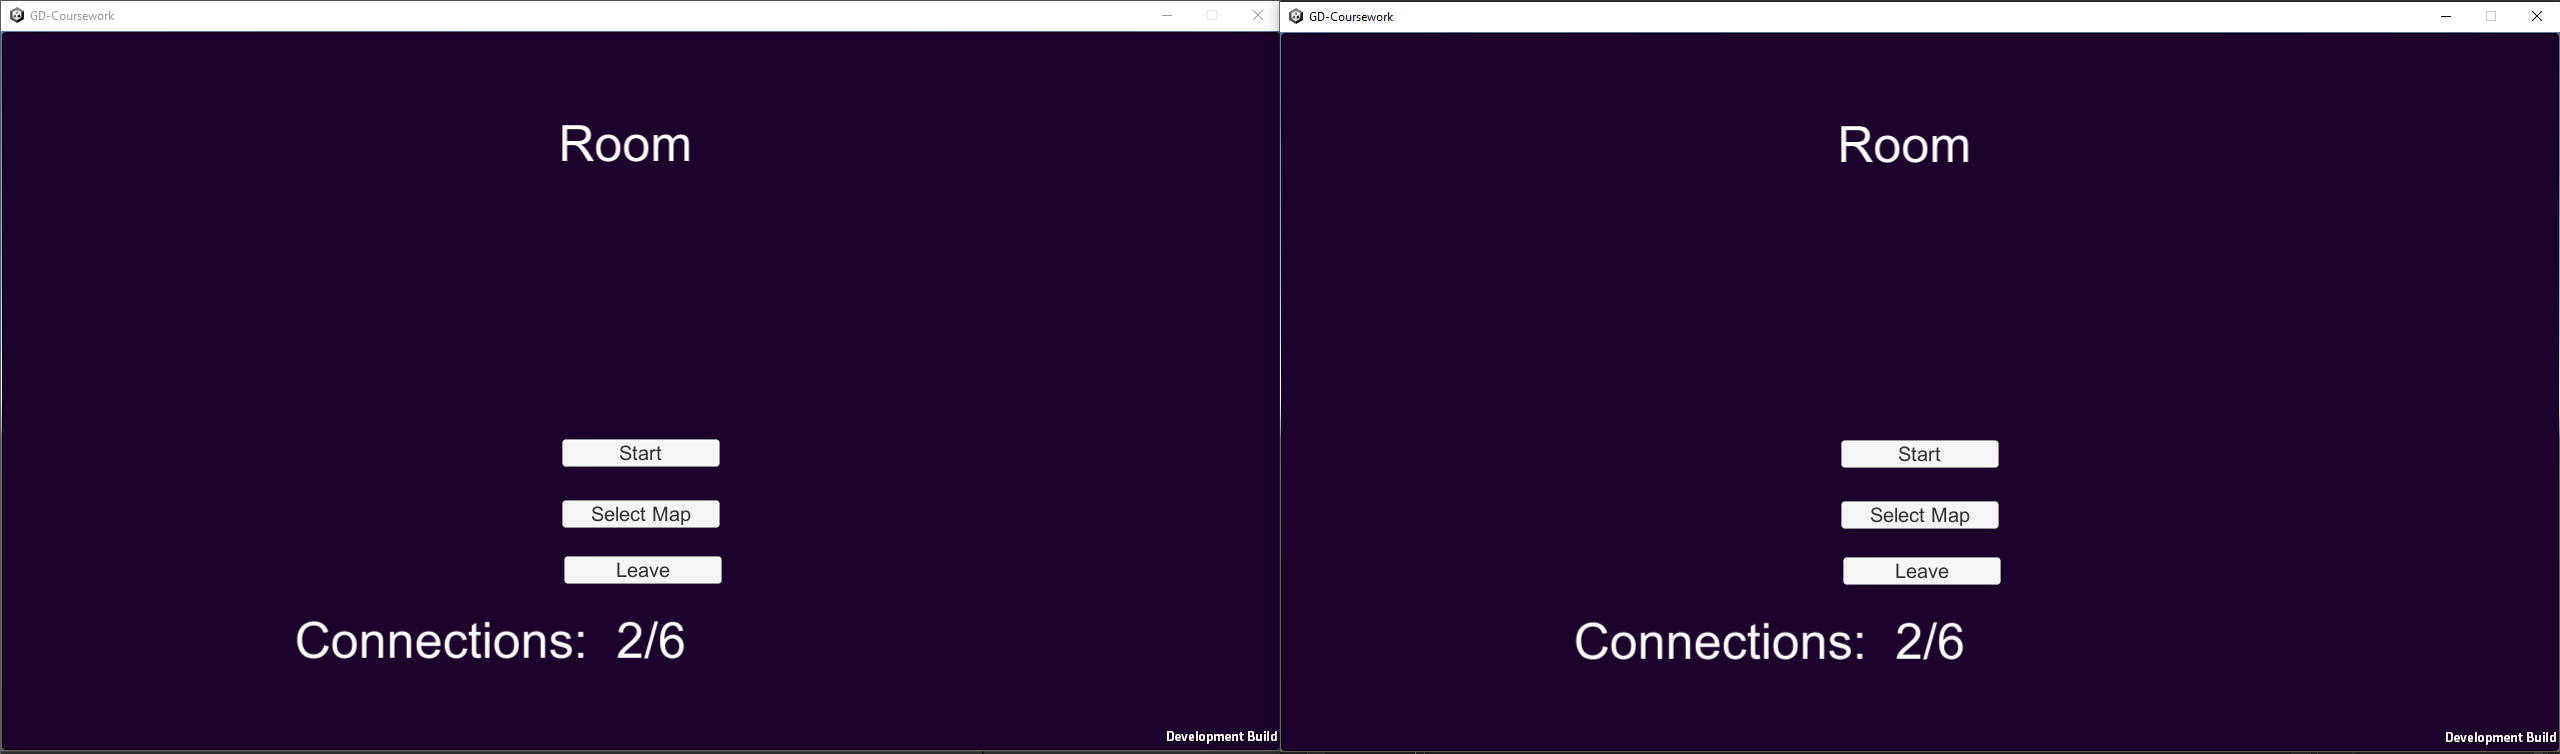 GD-Coursework
Room
Start
Select Map
Leave
Connections: 2/6
Development Build
GD-Coursework
Room
Start
Select Map
Leave
Connections: 2/6
Development Build